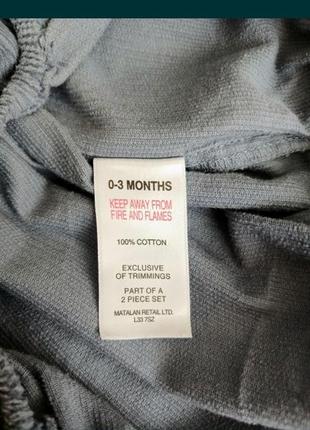 0-3 MONTHS
KEEP AWAY FROM
FIRE AND FLAMES
100% COTTON
EXCLUSIVE
OF TRIMMINGS
PART OF A
2 PIECE SET
MATALAN RETAIL LTD.
L33 7SZ